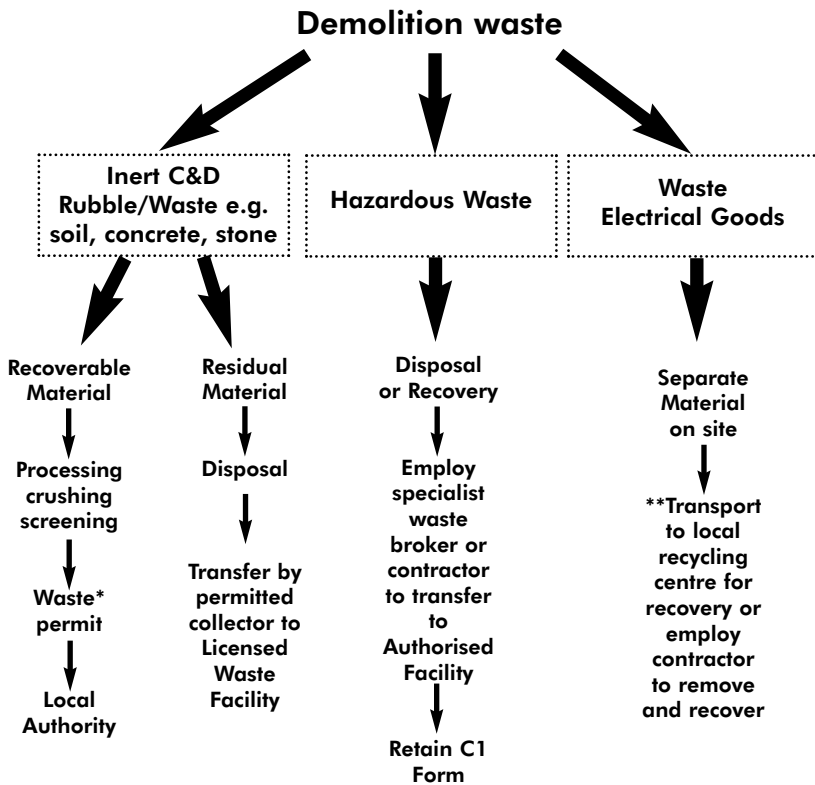 Demolition waste
Inert C&D
Rubble/Waste e.g.
soil, concrete, stone
Hazardous Waste
Waste
Electrical Goods
Recoverable
Material
Processing
crushing
screening
Waste*
permit
Local
Authority
Residual
Material
Disposal
Transfer by
permitted
collector to
Licensed
Waste
Facility
Disposal
or Recovery
Employ
specialist
waste
broker or
contractor
to transfer
to
Authorised
Facility
Retain C1
Form
Separate
Material
on site
**Transport
to local
recycling
centre for
recovery or
employ
contractor
to remove
and recover